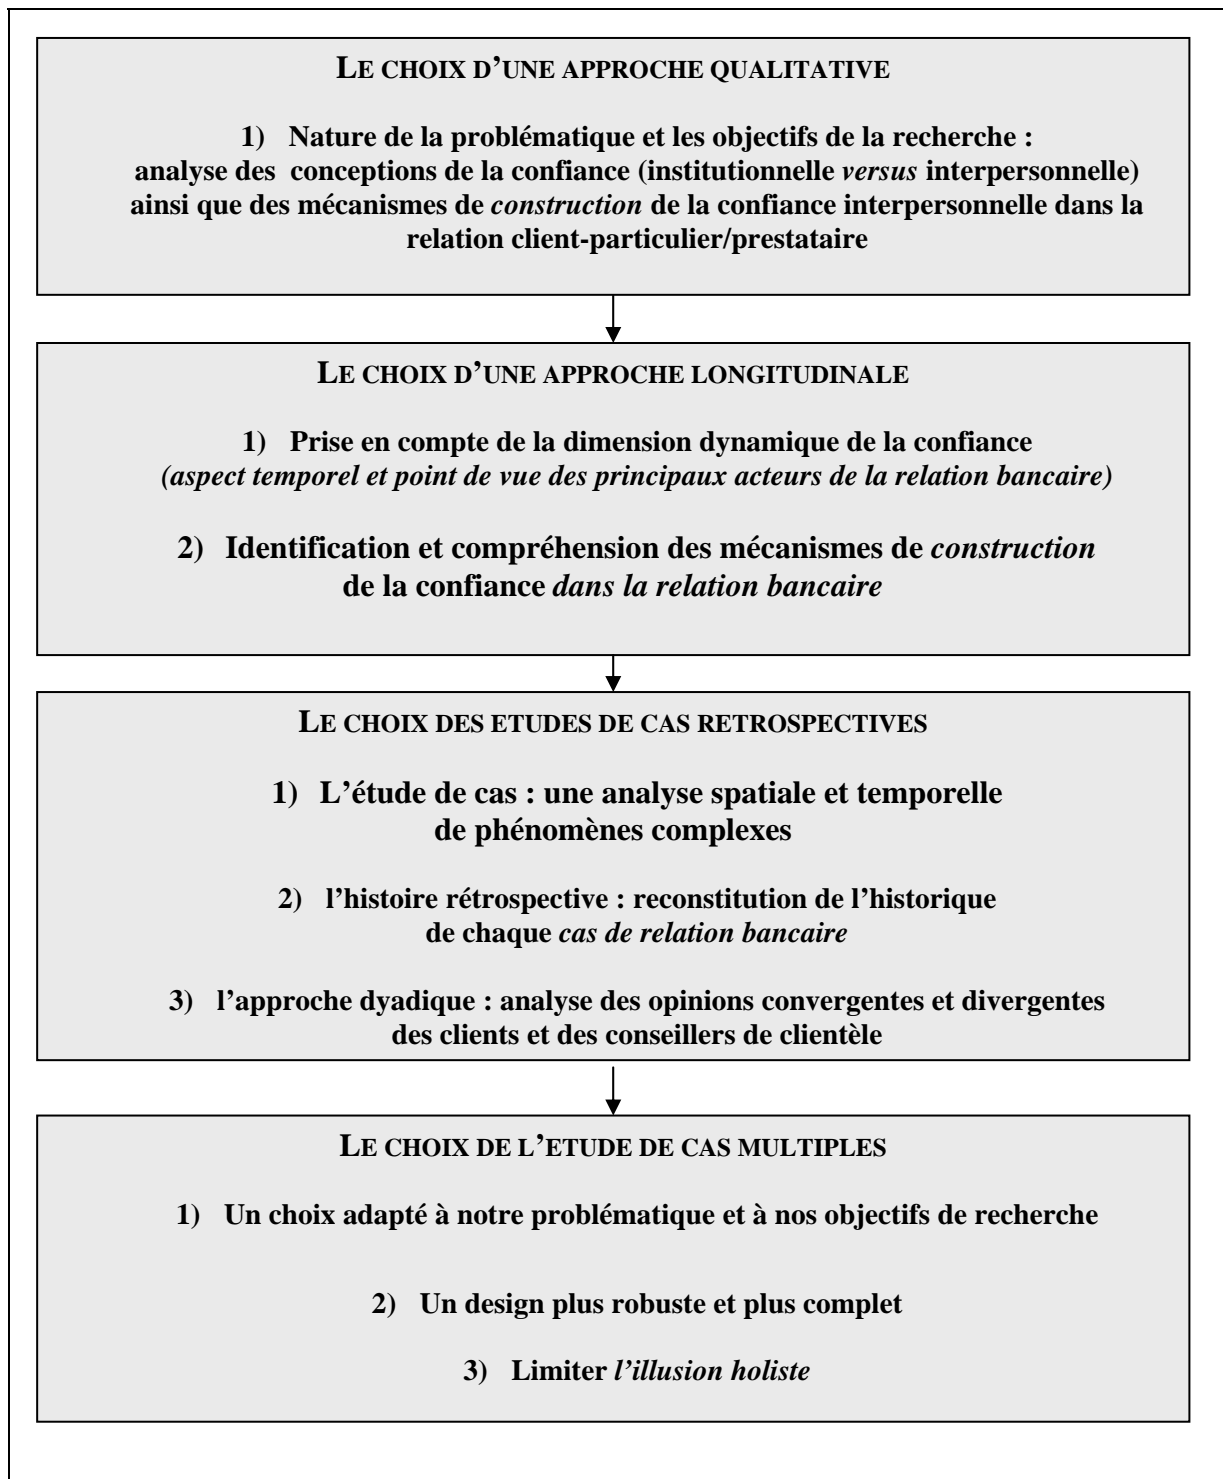 LE CHOIX D’UNE APPROCHE QUALITATIVE
1) Nature de la problématique et les objectifs de la recherche :
analyse des conceptions de la confiance (institutionnelle versus interpersonnelle)
ainsi que des mécanismes de construction de la confiance interpersonnelle dans la
relation client-particulier/prestataire
LE CHOIX D’UNE APPROCHE LONGITUDINALE
1) Prise en compte de la dimension dynamique de la confiance
(aspect temporel et point de vue des principaux acteurs de la relation bancaire)
2) Identification et compréhension des mécanismes de construction
de la confiance dans la relation bancaire
LE CHOIX DES ETUDES DE CAS RETROSPECTIVES
1) L’étude de cas : une analyse spatiale et temporelle
de phénomènes complexes
2) l’histoire rétrospective : reconstitution de l’historique
de chaque cas de relation bancaire
3) l’approche dyadique : analyse des opinions convergentes et divergentes
des clients et des conseillers de clientèle
LE CHOIX DE L’ETUDE DE CAS MULTIPLES
1) Un choix adapté à notre problématique et à nos objectifs de recherche
2) Un design plus robuste et plus complet
3) Limiter l’illusion holiste